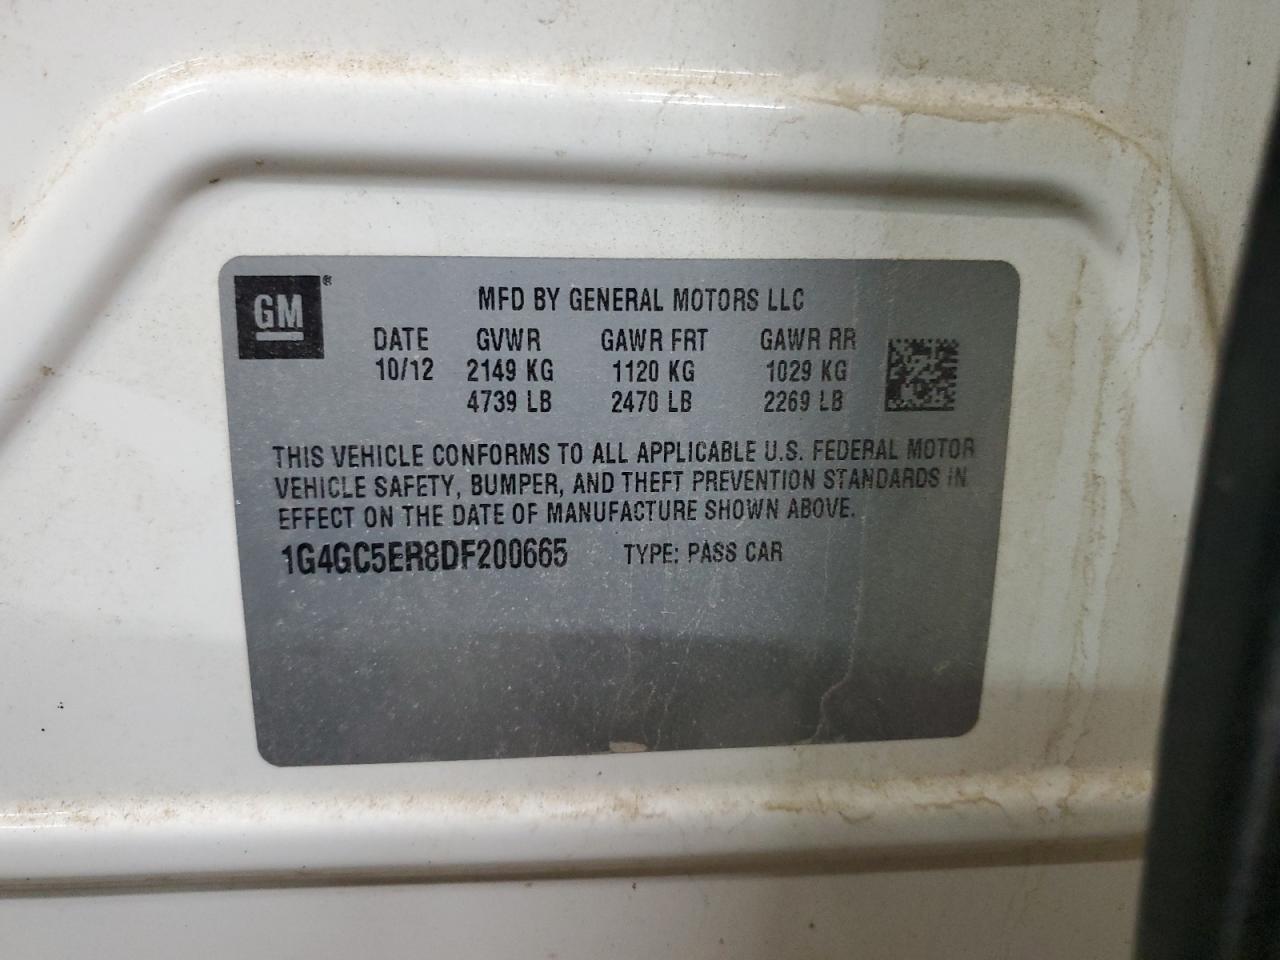 GM ®
MFD BY GENERAL MOTORS LLC
DATE GVWR GAWR FRT GAWR RR
10/12 2149 KG 1120 KG 1029 KG
4739 LB 2470 LB 2269 LB
THIS VEHICLE CONFORMS TO ALL APPLICABLE U.S. FEDERAL MOTOR
VEHICLE SAFETY, BUMPER, AND THEFT PREVENTION STANDARDS IN
EFFECT ON THE DATE OF MANUFACTURE SHOWN ABOVE.
1G4GC5ER8DF200665 TYPE: PASS CAR